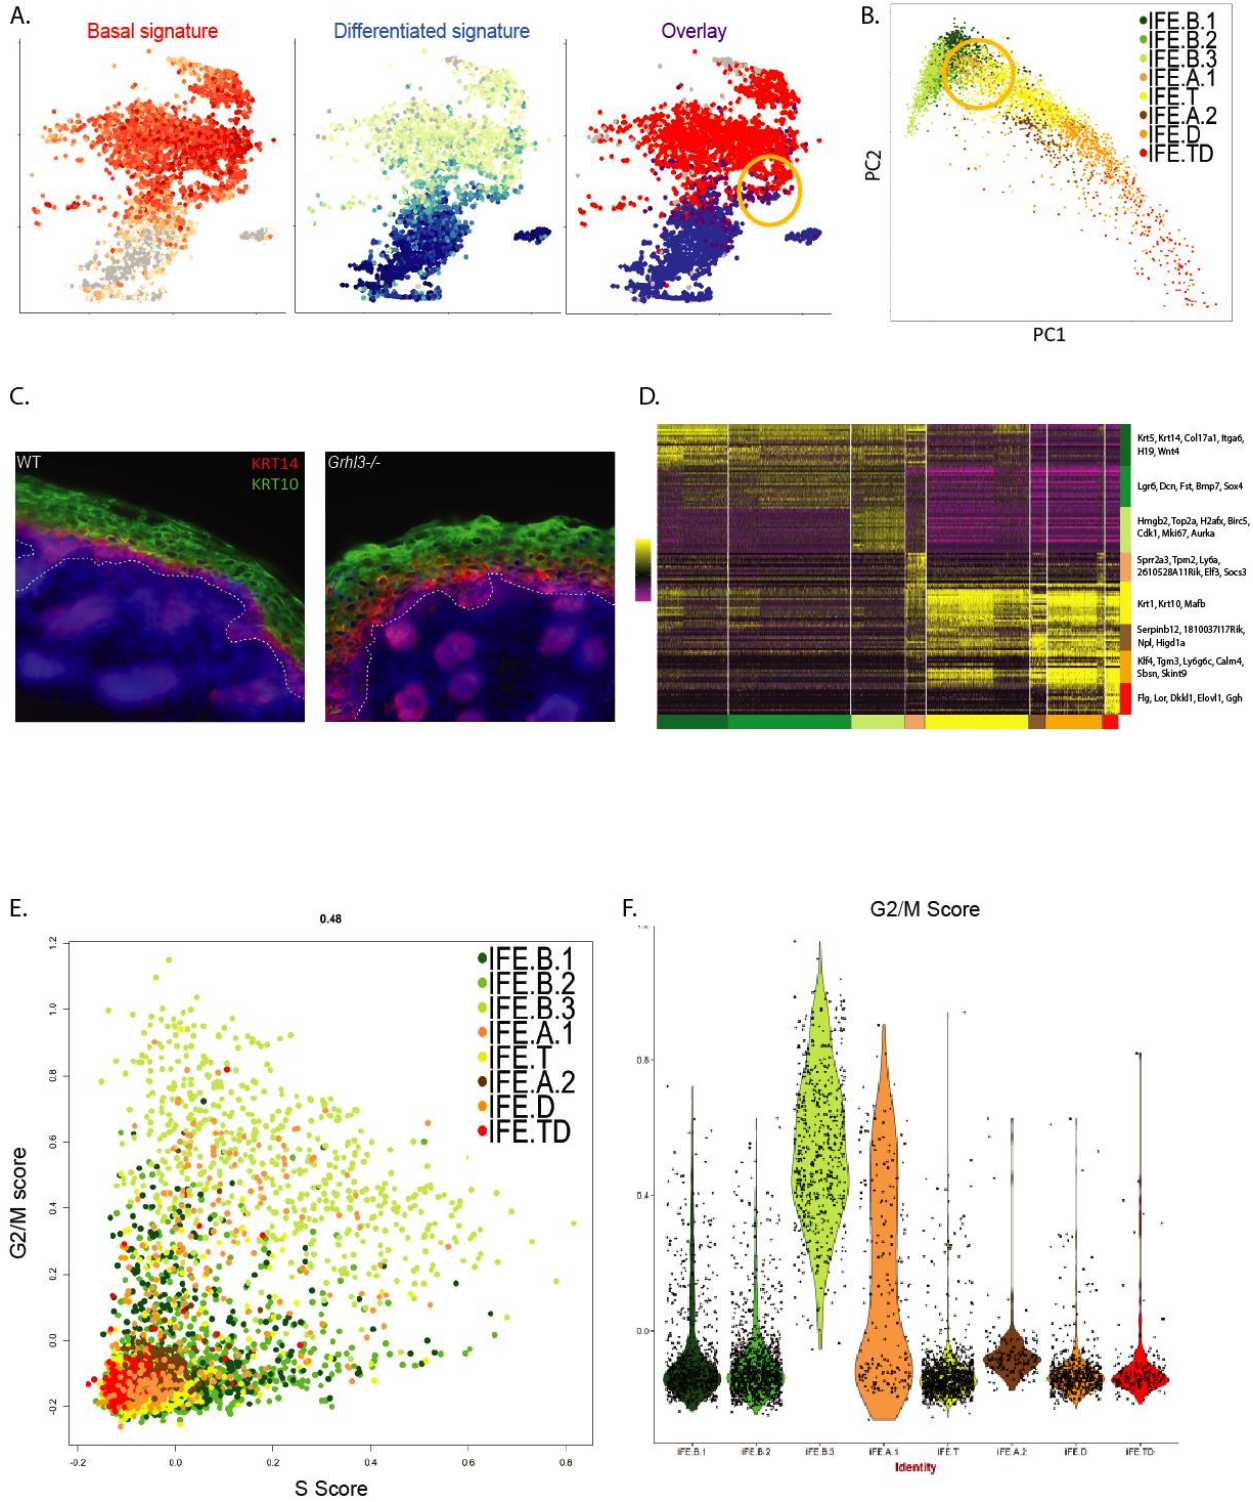 A.
Basal signature
Differentiated signature
Overlay
B.
IFE.B.1
IFE.B.2
IFE.B.3
IFE.A.1
IFE.T
IFE.A.2
IFE.D
IFE.TD
PC2
PC1
C.
WT
KRT14
KRT10
Grhl3-/-
D.
Krt5, Krt14, Col17a1, Itga6,
H19, Wnt4
Lgr6, Dcn, Fst, Bmp7, Sox4
Hmgb2, Top2a, H2afx, Birc5,
Cdk1, Mki67, Aurka
Sprr2a3, Tpm2, Ly6a,
2610528A11Rik, Elf3, Socs3
Krt1, Krt10, Mafb
Serpinb12, 1810037I17Rik,
Npl, Higd1a
Klf4, Tgm3, Ly6g6c, Calm4,
Sbsn, Skint9
Flg, Lor, Dkkl1, Elovl1, Ggh
E.
0.48
1.2
1.0
0.8
0.6
0.4
0.2
0.0
-0.2
G2/M score
IFE.B.1
IFE.B.2
IFE.B.3
IFE.A.1
IFE.T
IFE.A.2
IFE.D
IFE.TD
-0.2 0.0 0.2 0.4 0.6 0.8
S Score
F.
G2/M Score
0.8
0.4
0.0
IFE.B.1 IFE.B.2 IFE.B.3 IFE.A.1 IFE.T IFE.A.2 IFE.D IFE.TD
Identity